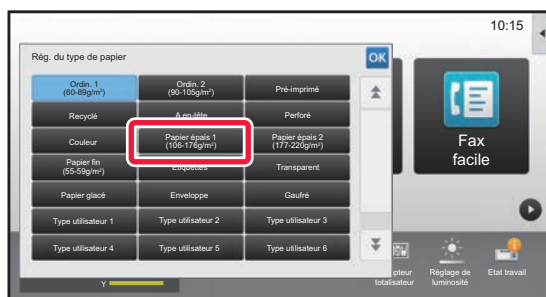 10:15
Rég. du type de papier
OK
Ordin. 1
(60-89g/m²)
Ordin. 2
(90-105g/m²)
Pré-imprimé
Recyclé
A en-tête
Perforé
Couleur
Papier épais 1
(106-176g/m²)
Papier épais 2
(177-220g/m²)
Papier fin
(55-59g/m²)
Etiquettes
Transparent
Papier glacé
Enveloppe
Gaufré
Type utilisateur 1
Type utilisateur 2
Type utilisateur 3
Type utilisateur 4
Type utilisateur 5
Type utilisateur 6
Fax
facile
pteur
totalisateur
Réglage de
luminosité
Etat travail
Y